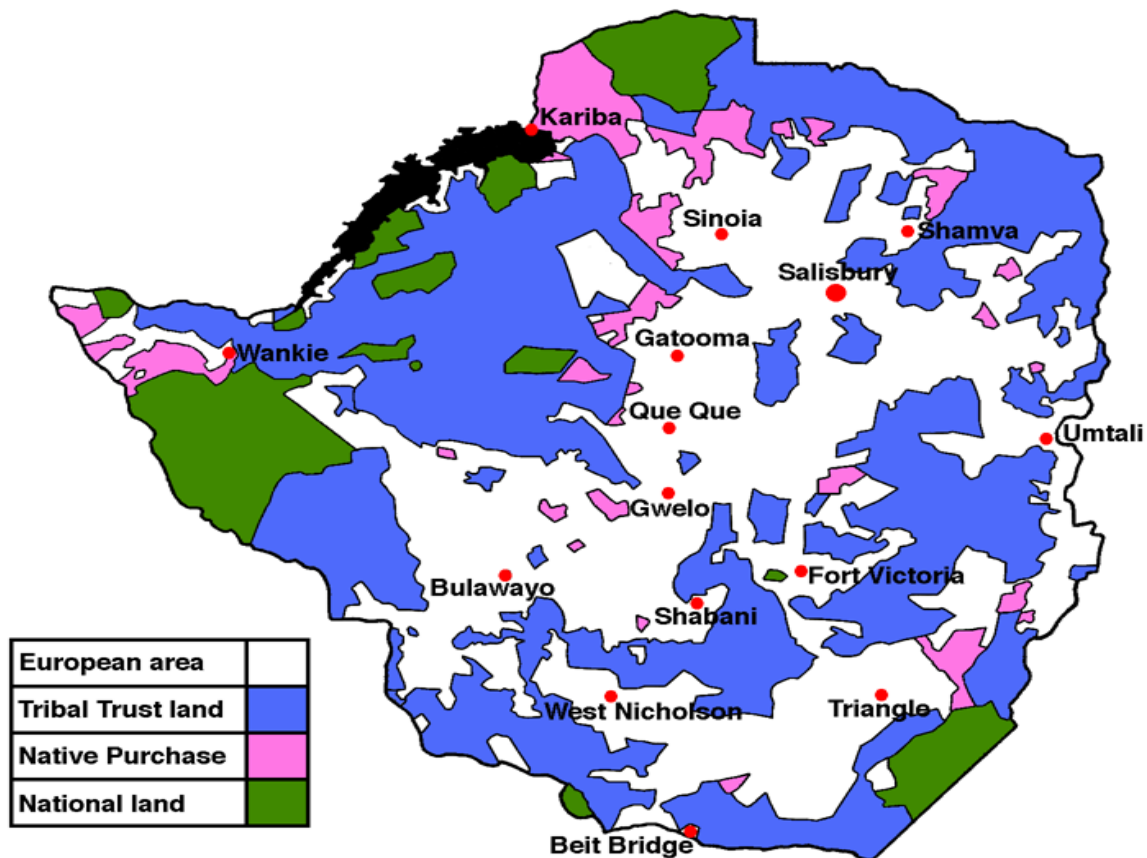 Kariba
Sinoia
Shamva
Salisbury
Wankie
Gatooma
Que Que
Umtali
Gwelo
Bulawayo
Fort Victoria
Shabani
West Nicholson
Triangle
Beit Bridge
European area
Tribal Trust land
Native Purchase
National land